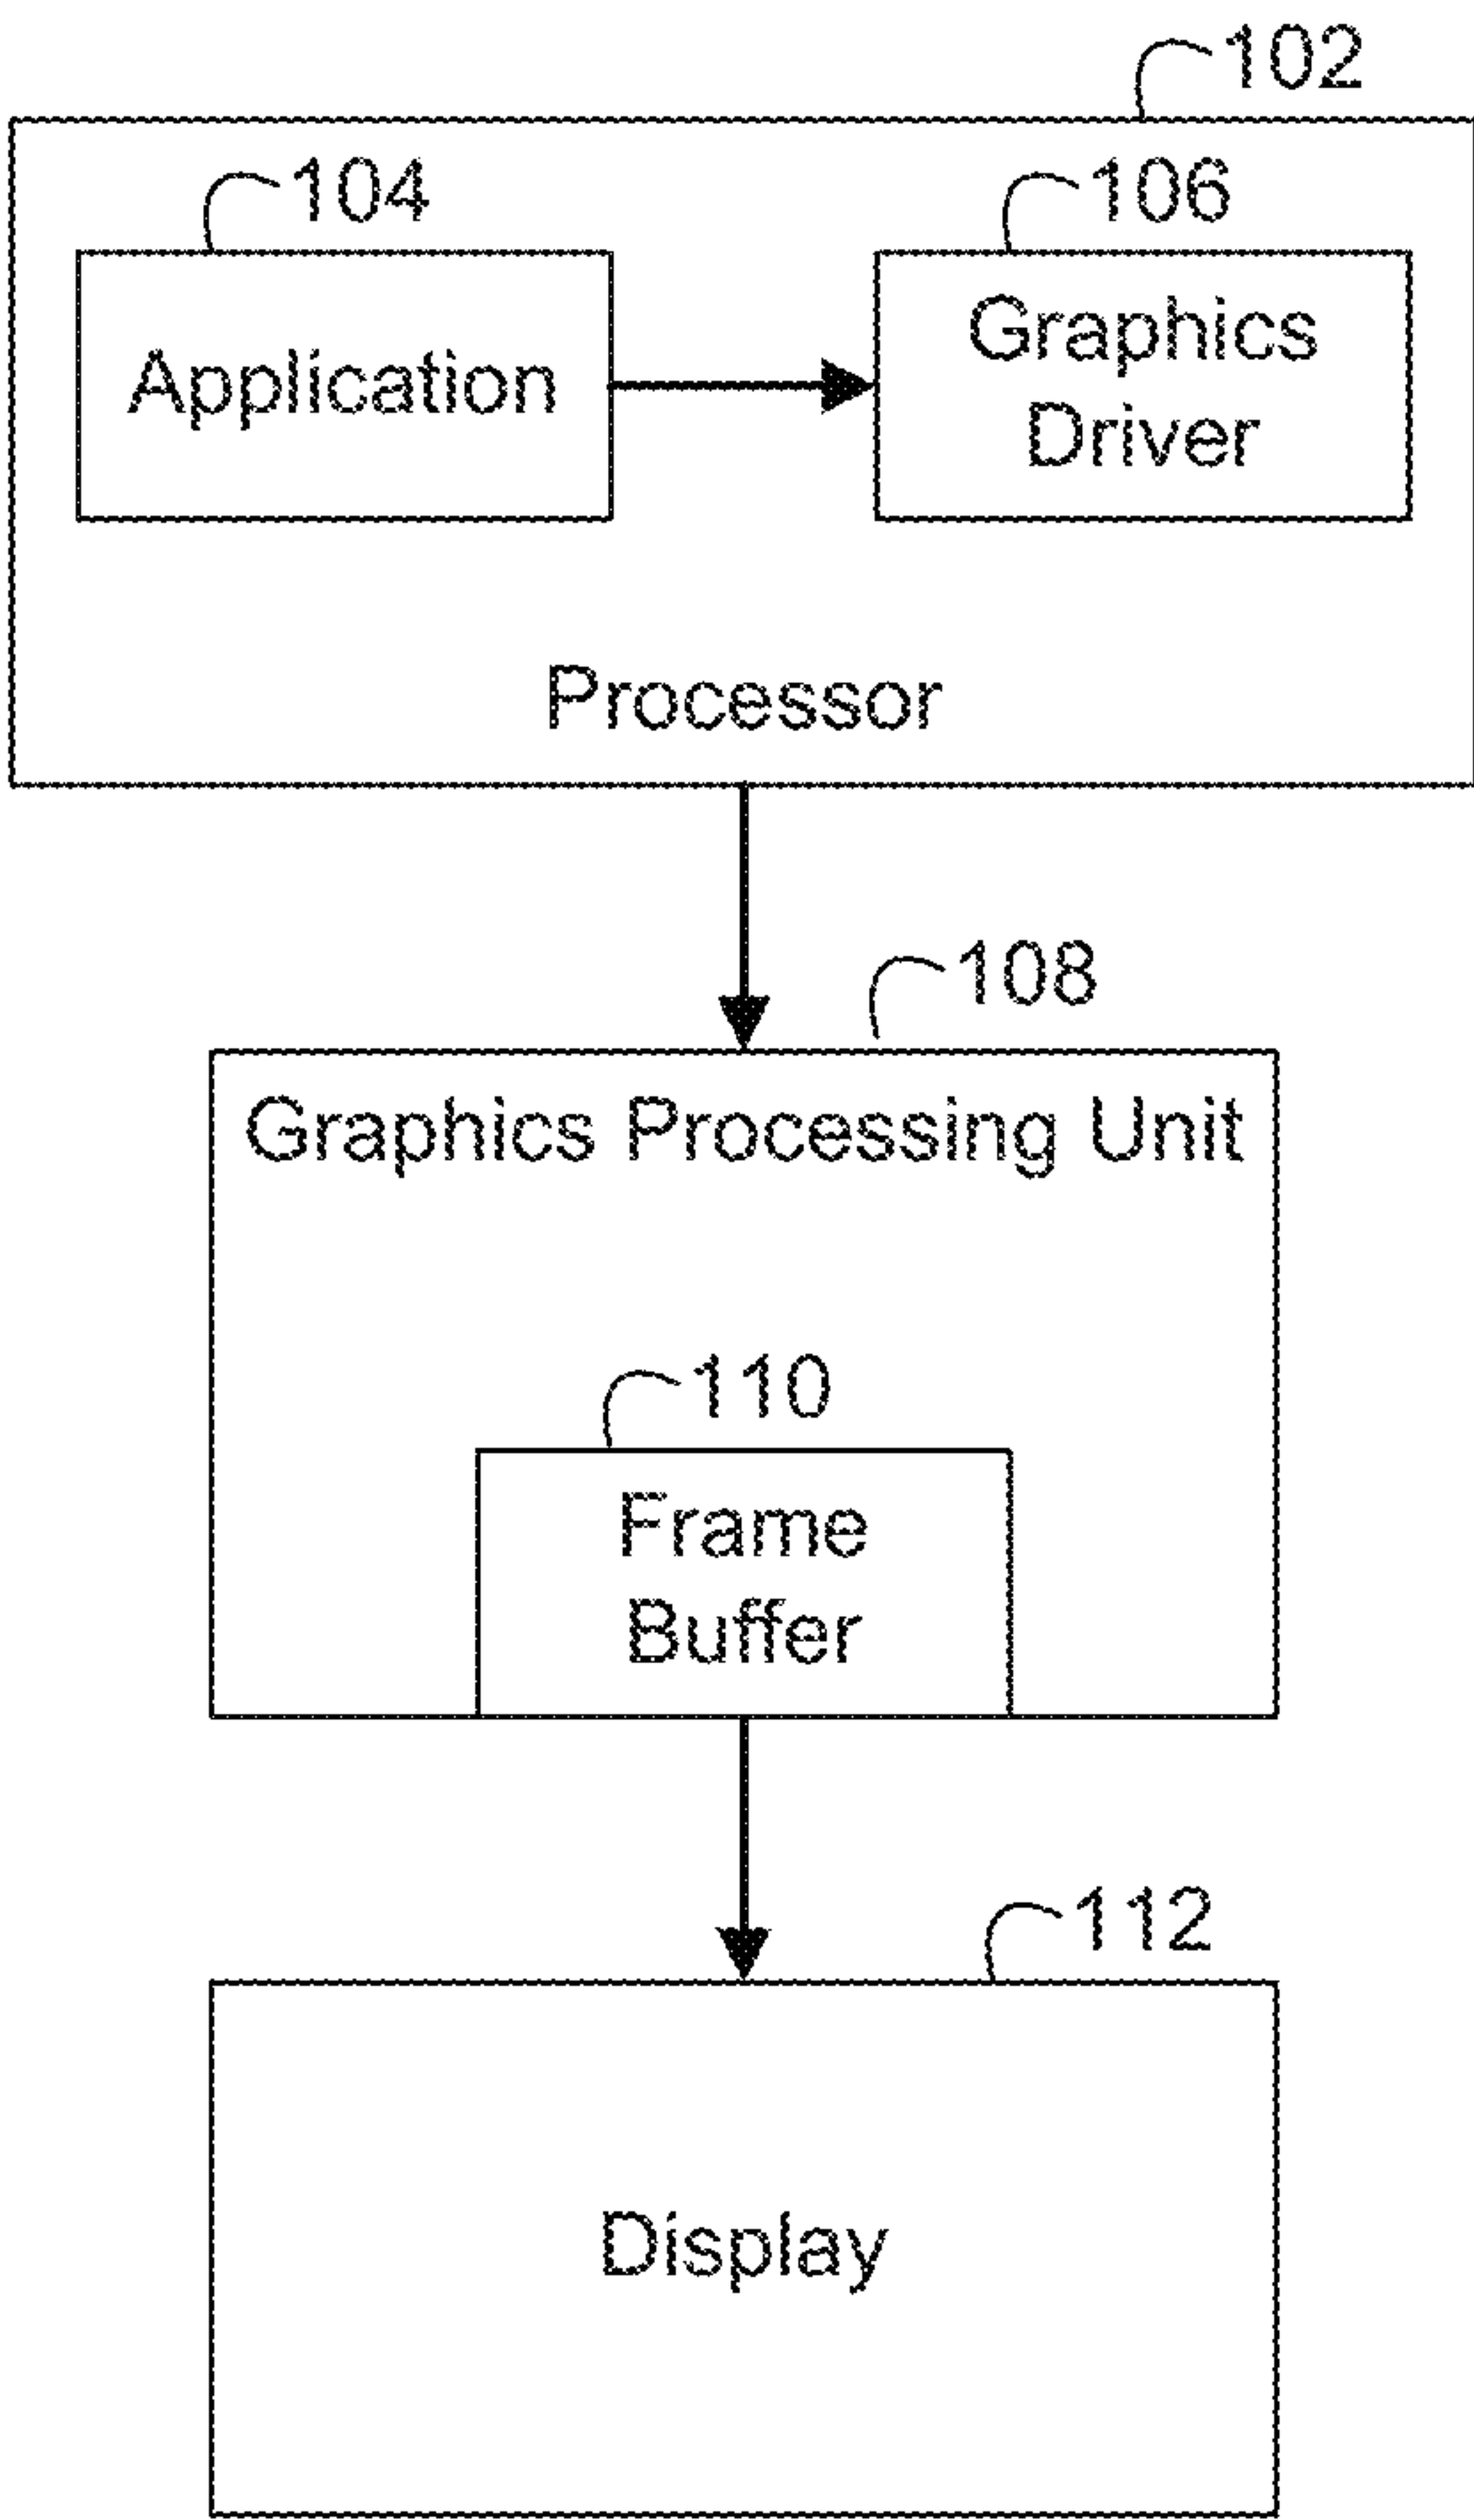 102
104
106
Application
Graphics
Driver
Processor
108
Graphics Processing Unit
110
Frame
Buffer
112
Display